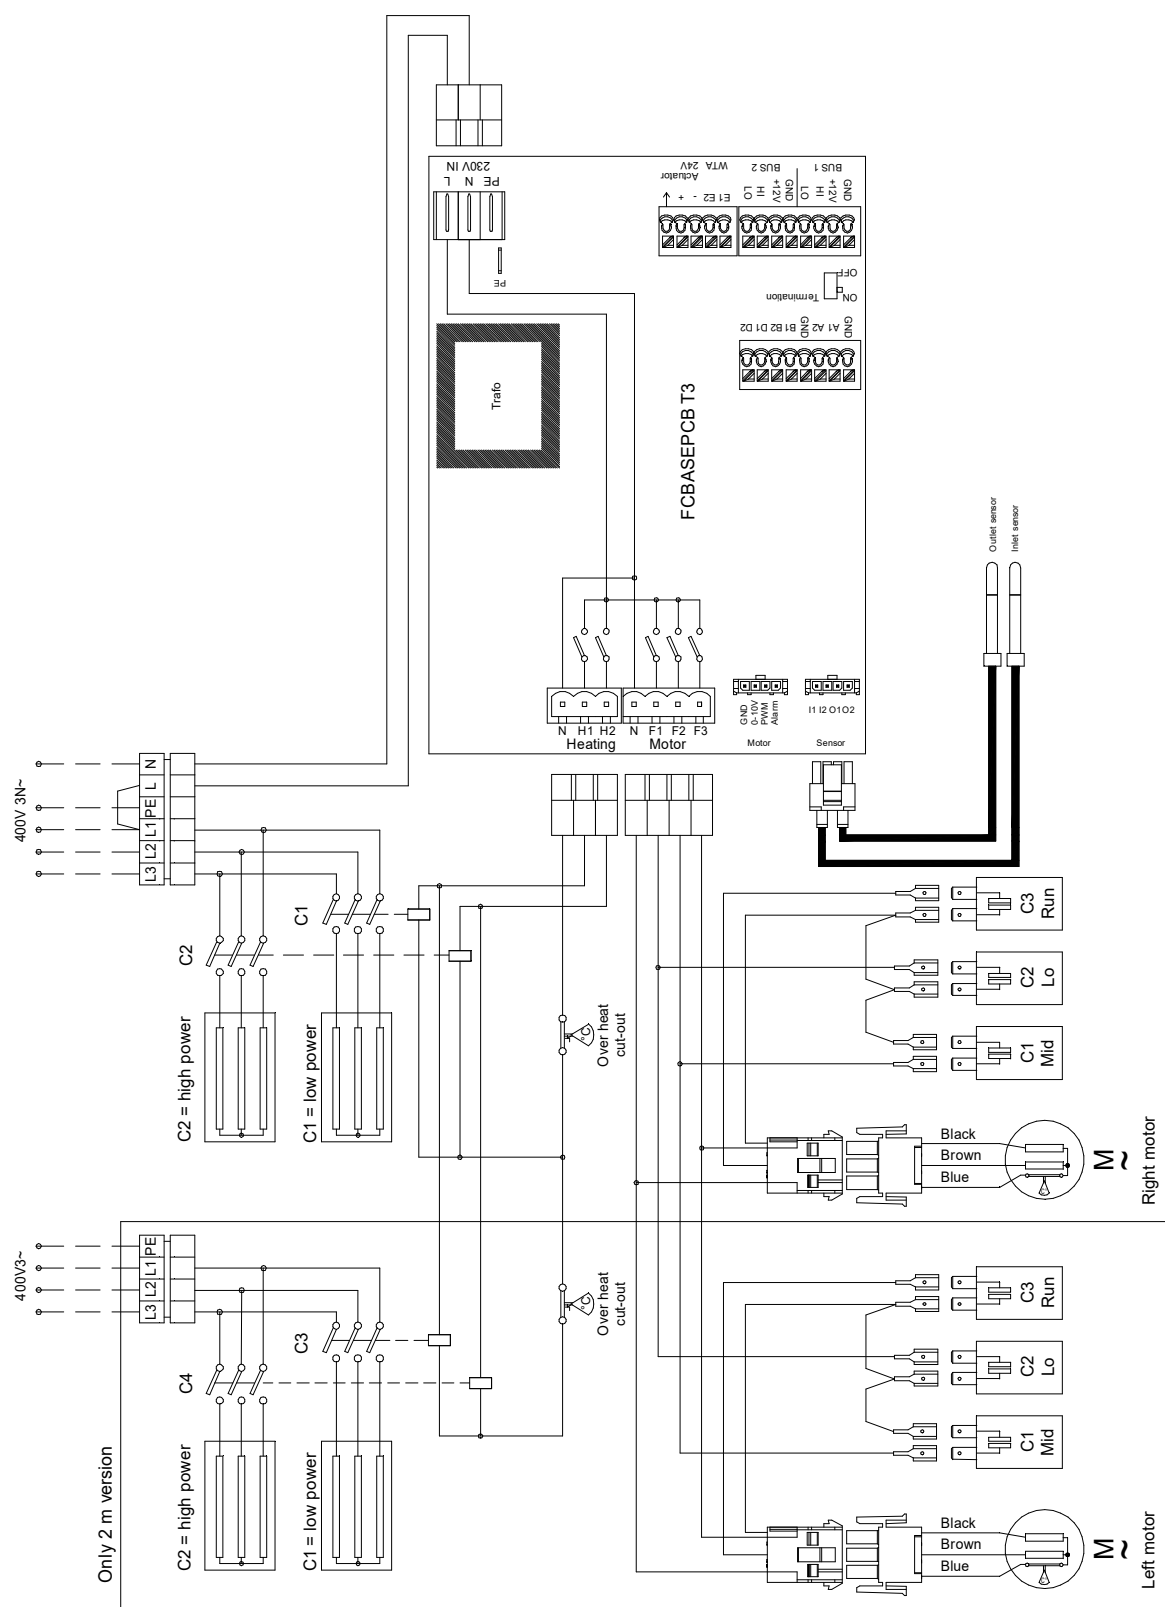 230V IN
L N PE
PE
Trafo
FCBASEPCB T3
WTA
24V
Actuator
+ - E1 E2
BUS 2
LO HI +12V GND
BUS 1
LO HI +12V GND
Termination
ON
OFF
D2 D1 B2 B1 GND A2 A1 GND
N H1 H2
Heating
N F1 F2 F3
Motor
GND
0-10V
PWM
Alarm
Motor
I1 I2 O1 O2
Sensor
Outlet sensor
Inlet sensor
400V 3N~
L3 L2 L1 PE L N
C1
C2
C2 = high power
C1 = low power
°C
Over heat
cut-out
C3
Run
C2
Lo
C1
Mid
Black
Brown
Blue
M
~
Right motor
Only 2 m version
400V3~
L3 L2 L1 PE
C3
C4
C2 = high power
C1 = low power
°C
Over heat
cut-out
C3
Run
C2
Lo
C1
Mid
Black
Brown
Blue
M
~
Left motor